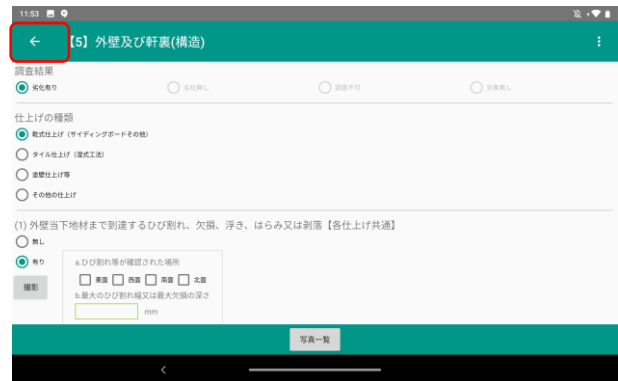 11:53
【5】外壁及び軒裏(構造)
調査結果
劣化有り 劣化無し 調査不可 対象無し
仕上げの種類
乾式仕上げ（サイディングボードその他）
タイル仕上げ（湿式工法）
塗壁仕上げ等
その他の仕上げ
(1) 外壁当下地材まで到達するひび割れ、欠損、浮き、はらみ又は剥落【各仕上げ共通】
無し
有り
a.ひび割れ等が確認された場所
東面 西面 南面 北面
撮影
b.最大のひび割れ幅又は最大欠損の深さ
mm
写真一覧